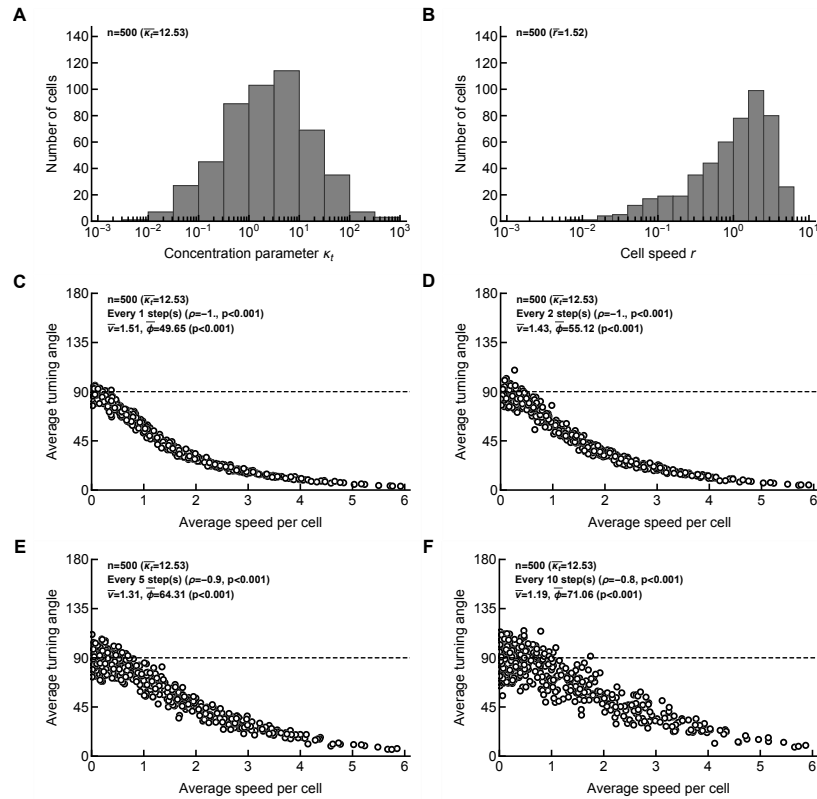 A
n=500 (κ̅ₜ=12.53)
140
120
100
80
60
40
20
0
Number of cells
10⁻³ 10⁻² 10⁻¹ 10⁰ 10¹ 10² 10³
Concentration parameter κₜ
B
n=500 (r̅=1.52)
140
120
100
80
60
40
20
0
Number of cells
10⁻³ 10⁻² 10⁻¹ 10⁰ 10¹
Cell speed r
C
n=500 (κ̅ₜ=12.53)
Every 1 step(s) (ρ=−1., p<0.001)
v̅=1.51, ϕ̅=49.65 (p<0.001)
180
135
90
45
0
Average turning angle
0 1 2 3 4 5 6
Average speed per cell
D
n=500 (κ̅ₜ=12.53)
Every 2 step(s) (ρ=−1., p<0.001)
v̅=1.43, ϕ̅=55.12 (p<0.001)
180
135
90
45
0
Average turning angle
0 1 2 3 4 5 6
Average speed per cell
E
n=500 (κ̅ₜ=12.53)
Every 5 step(s) (ρ=−0.9, p<0.001)
v̅=1.31, ϕ̅=64.31 (p<0.001)
180
135
90
45
0
Average turning angle
0 1 2 3 4 5 6
Average speed per cell
F
n=500 (κ̅ₜ=12.53)
Every 10 step(s) (ρ=−0.8, p<0.001)
v̅=1.19, ϕ̅=71.06 (p<0.001)
180
135
90
45
0
Average turning angle
0 1 2 3 4 5 6
Average speed per cell